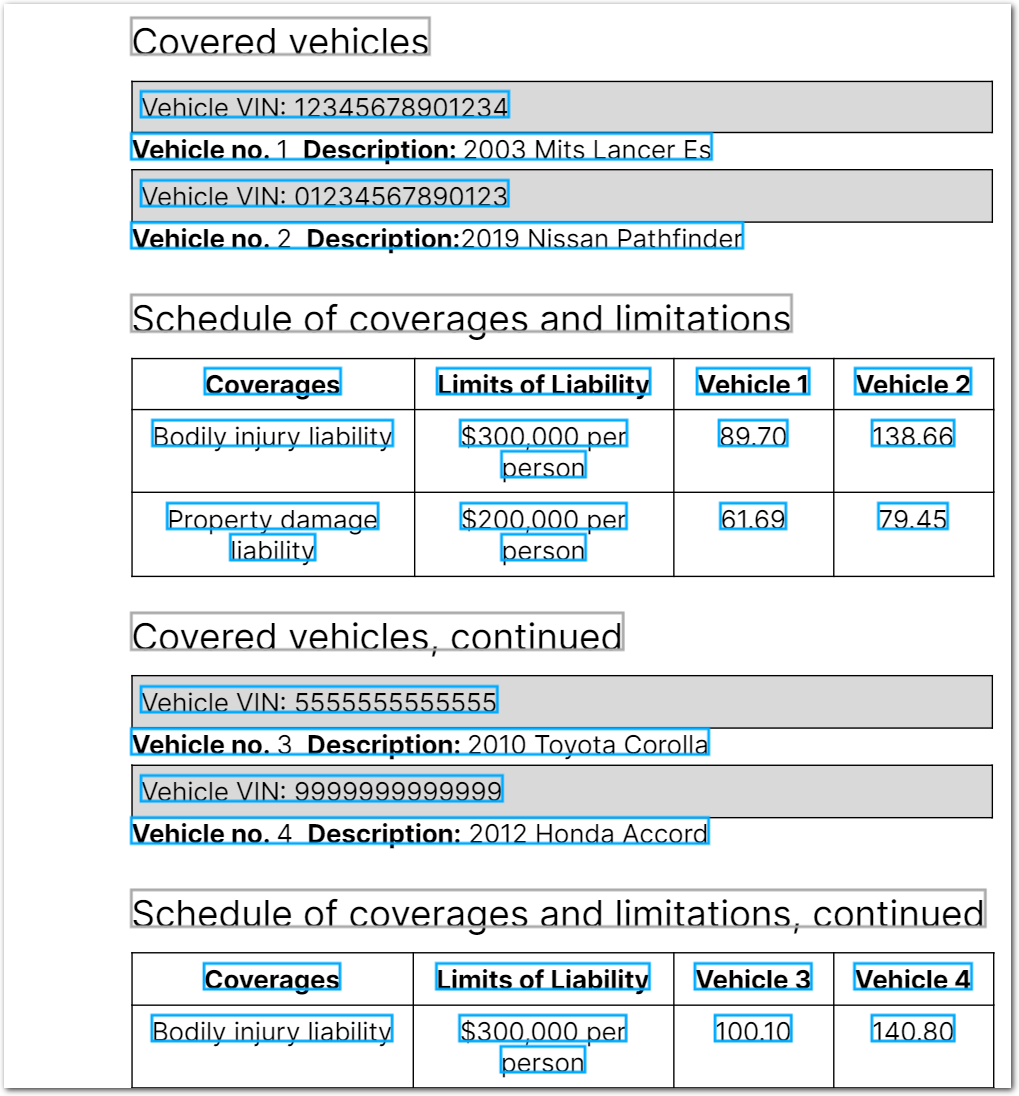 Covered vehicles
Vehicle VIN: 12345678901234
Vehicle no. 1 Description: 2003 Mits Lancer Es
Vehicle VIN: 01234567890123
Vehicle no. 2 Description:2019 Nissan Pathfinder
Schedule of coverages and limitations
Coverages Limits of Liability Vehicle 1 Vehicle 2
Bodily injury liability $300,000 per 89.70 138.66
person
Property damage $200,000 per 61.69 79.45
liability person
Covered vehicles, continued
Vehicle VIN: 5555555555555
Vehicle no. 3 Description: 2010 Toyota Corolla
Vehicle VIN: 9999999999999
Vehicle no. 4 Description: 2012 Honda Accord
Schedule of coverages and limitations, continued
Coverages Limits of Liability Vehicle 3 Vehicle 4
Bodily injury liability $300,000 per 100.10 140.80
person